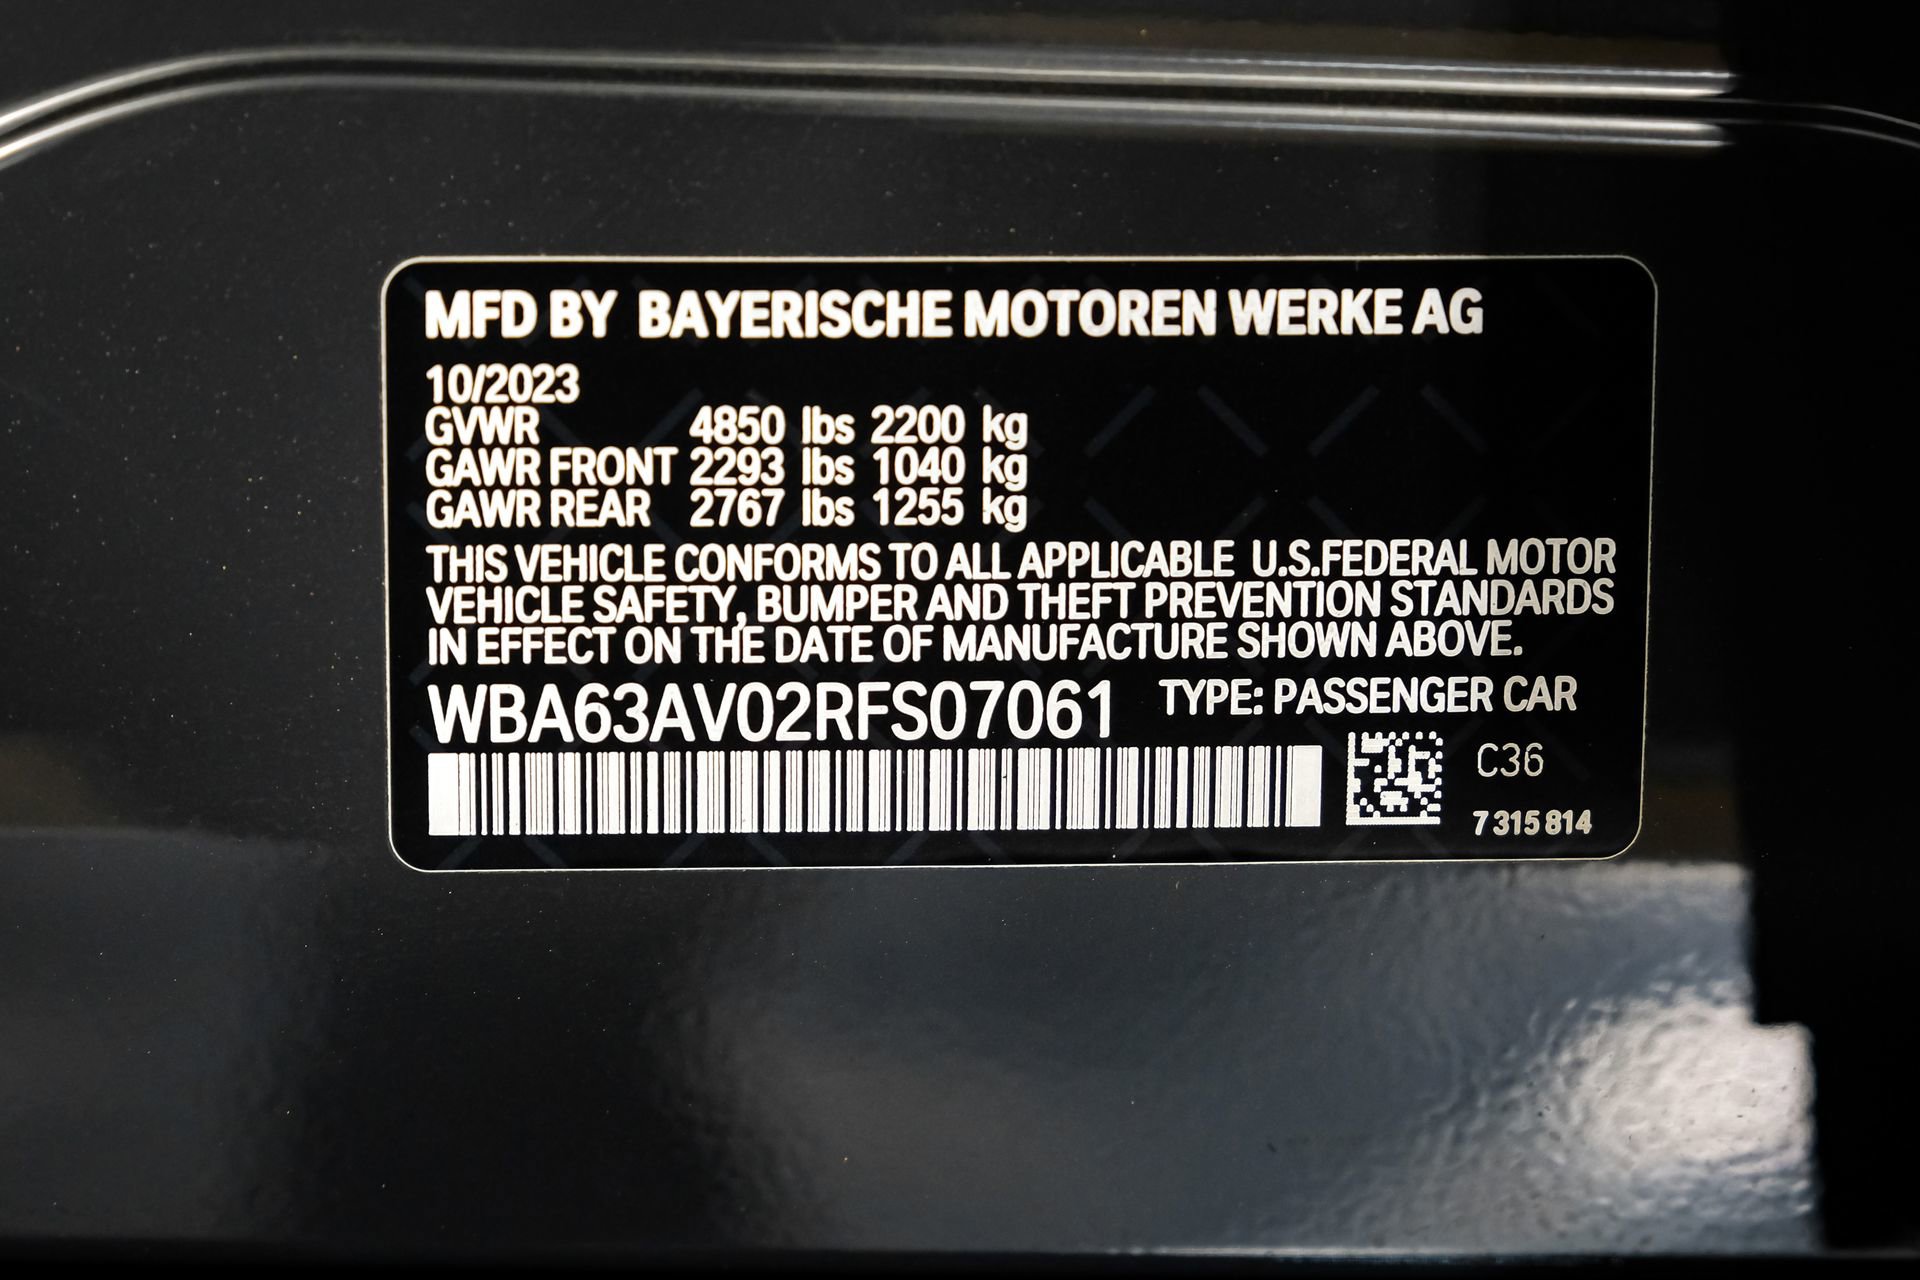 MFD BY BAYERISCHE MOTOREN WERKE AG
10/2023
GVWR 4850 lbs 2200 kg
GAWR FRONT 2293 lbs 1040 kg
GAWR REAR 2767 lbs 1255 kg
THIS VEHICLE CONFORMS TO ALL APPLICABLE U.S.FEDERAL MOTOR
VEHICLE SAFETY, BUMPER AND THEFT PREVENTION STANDARDS
IN EFFECT ON THE DATE OF MANUFACTURE SHOWN ABOVE.
WBA63AV02RFS07061 TYPE: PASSENGER CAR
C36
7 315 814